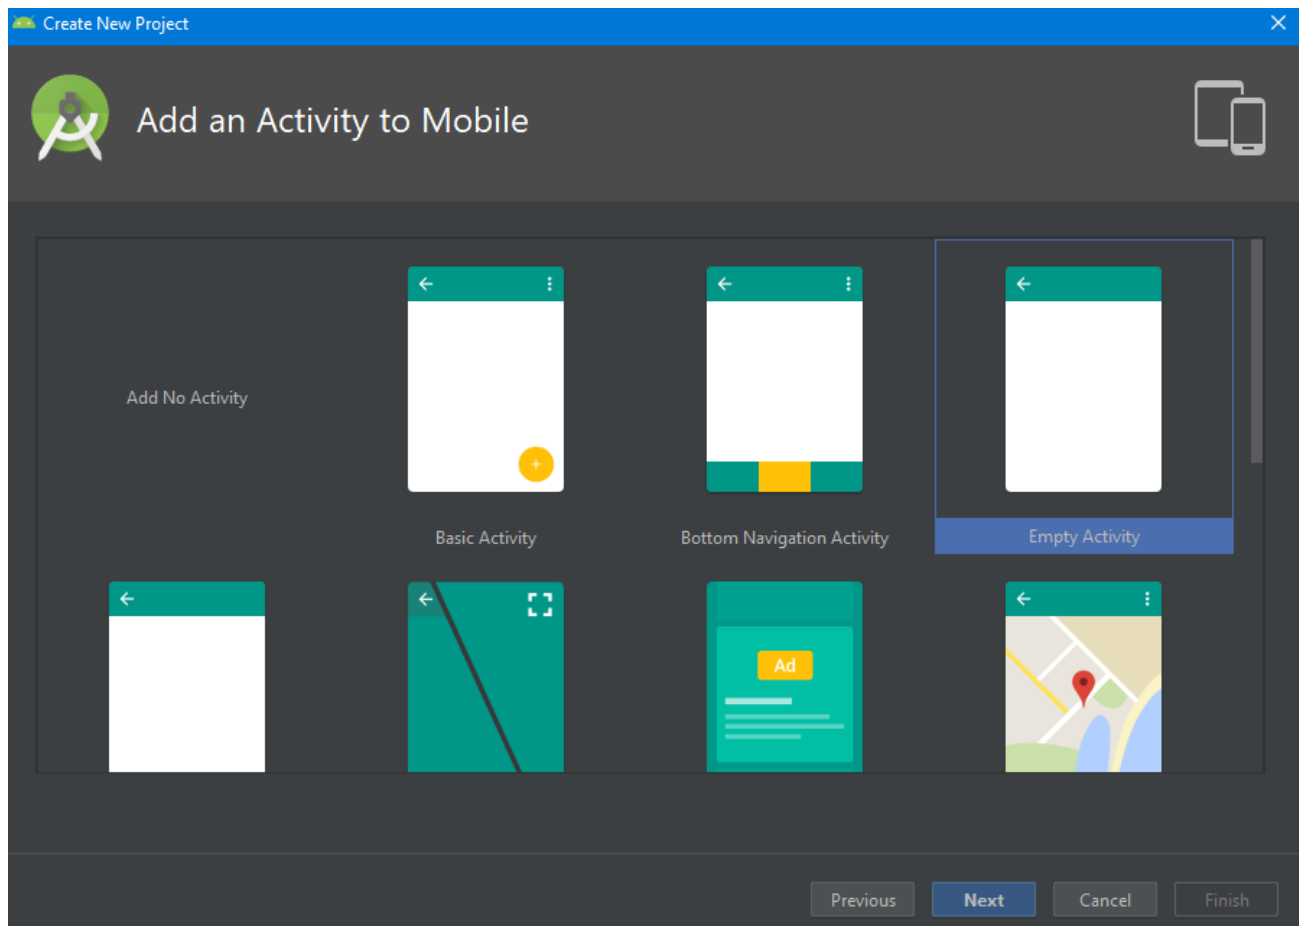 Create New Project
Add an Activity to Mobile
Add No Activity
Basic Activity
Bottom Navigation Activity
Empty Activity
Ad
Previous
Next
Cancel
Finish